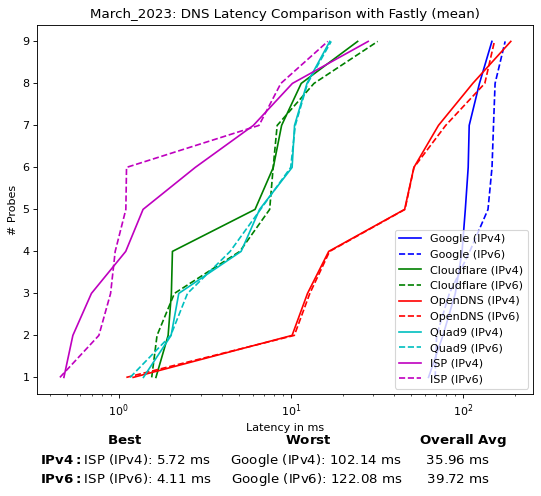 March_2023: DNS Latency Comparison with Fastly (mean)
# Probes
9
8
7
6
5
4
3
2
1
Google (IPv4)
Google (IPv6)
Cloudflare (IPv4)
Cloudflare (IPv6)
OpenDNS (IPv4)
OpenDNS (IPv6)
Quad9 (IPv4)
Quad9 (IPv6)
ISP (IPv4)
ISP (IPv6)
10⁰ 10¹ 10²
Latency in ms
Best Worst Overall Avg
IPv4: ISP (IPv4): 5.72 ms Google (IPv4): 102.14 ms 35.96 ms
IPv6: ISP (IPv6): 4.11 ms Google (IPv6): 122.08 ms 39.72 ms